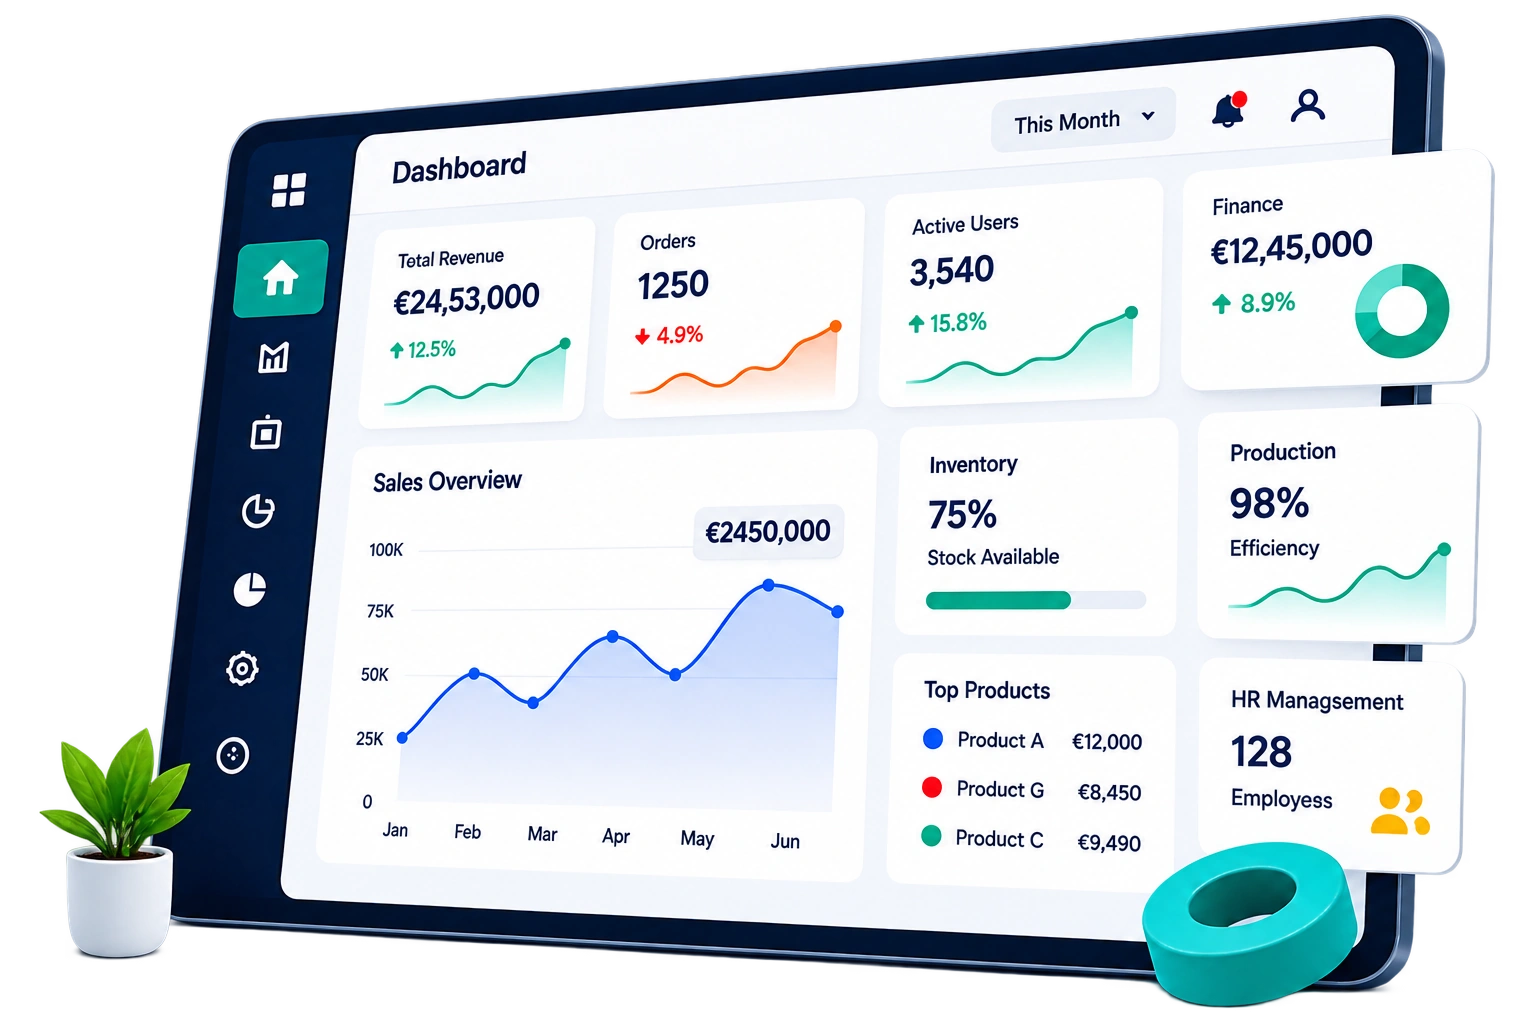 Dashboard
This Month
Total Revenue
€24,53,000
12.5%
Orders
1250
4.9%
Active Users
3,540
15.8%
Finance
€12,45,000
8.9%
Sales Overview
€2450,000
100K
75K
50K
25K
0
Jan Feb Mar Apr May Jun
Inventory
75%
Stock Available
Production
98%
Efficiency
Top Products
Product A €12,000
Product G €8,450
Product C €9,490
HR Managsement
128
Employess